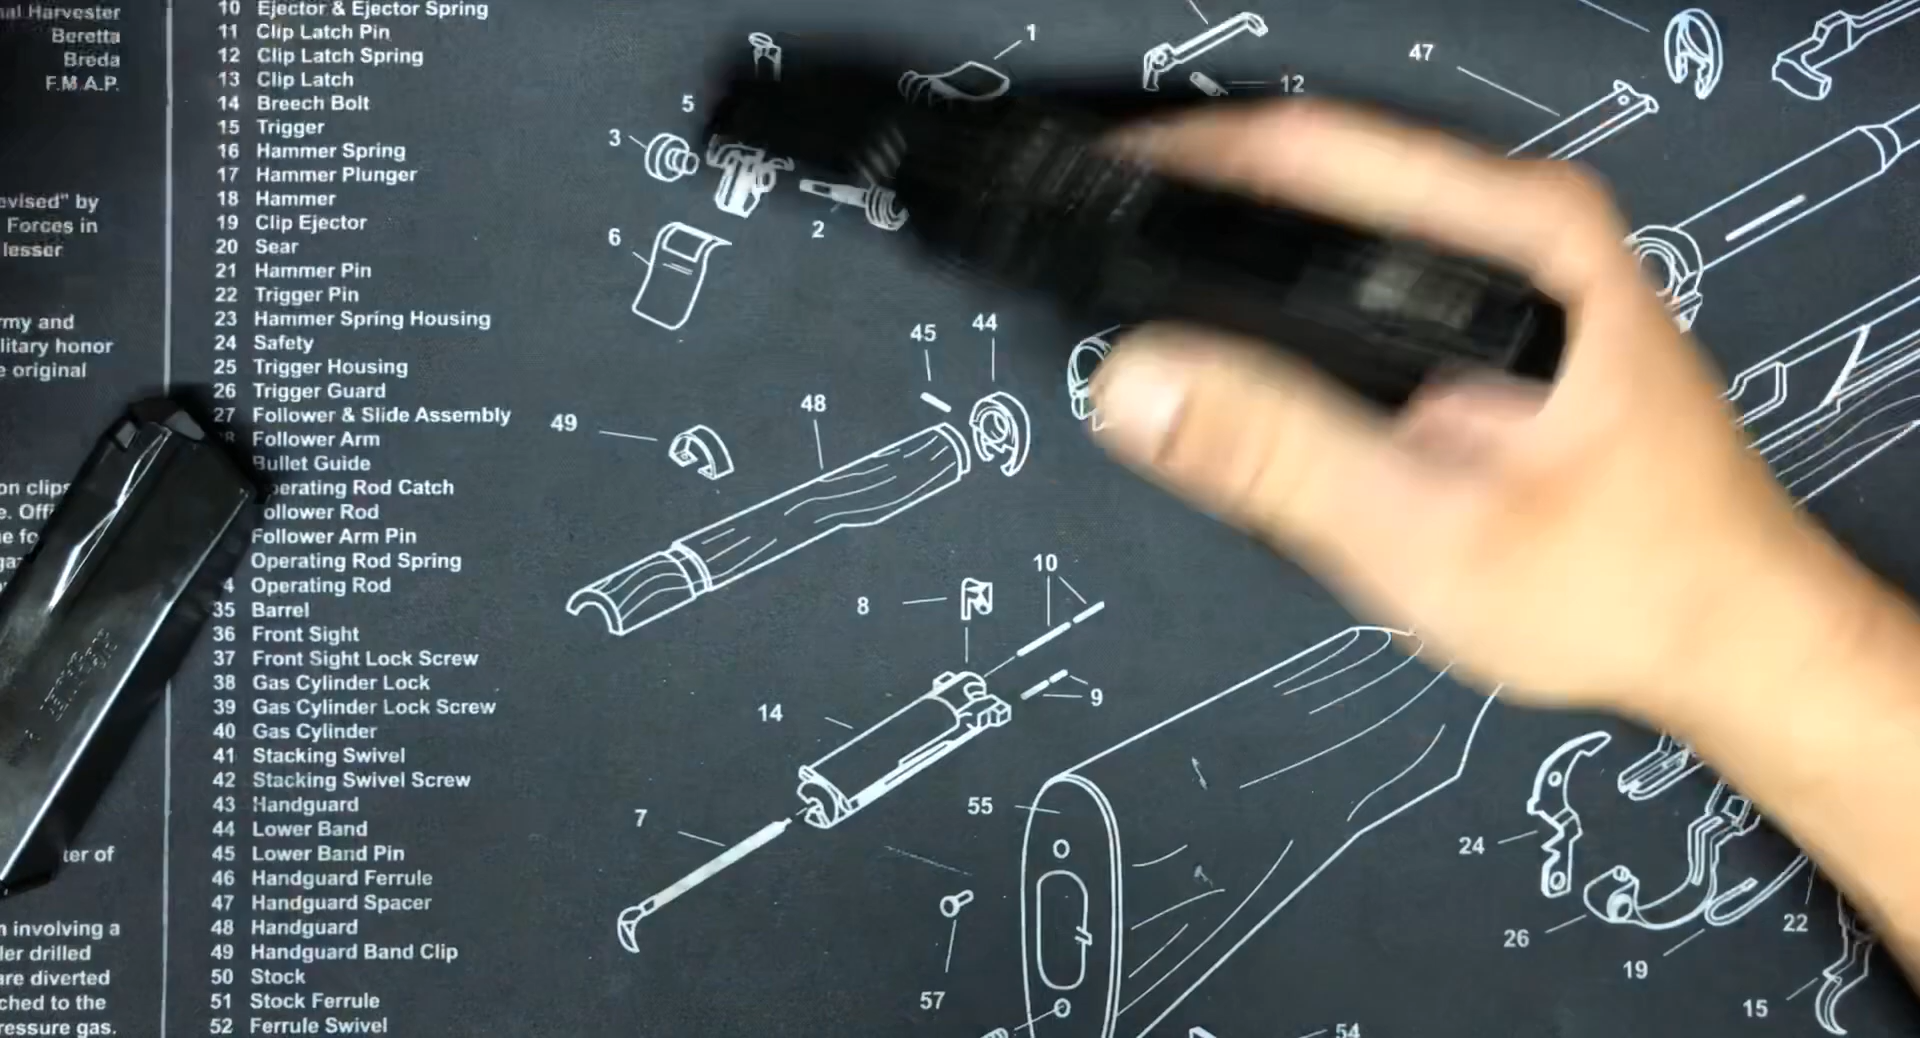 nal Harvester
Beretta
Breda
F.M.A.P.
evised" by
Forces in
lesser
rmy and
litary honor
e original
on clips
e. Offi
ne fo
ter of
n involving a
ler drilled
are diverted
ched to the
ressure gas.
10 Ejector & Ejector Spring
11 Clip Latch Pin
12 Clip Latch Spring
13 Clip Latch
14 Breech Bolt
15 Trigger
16 Hammer Spring
17 Hammer Plunger
18 Hammer
19 Clip Ejector
20 Sear
21 Hammer Pin
22 Trigger Pin
23 Hammer Spring Housing
24 Safety
25 Trigger Housing
26 Trigger Guard
27 Follower & Slide Assembly
8 Follower Arm
Bullet Guide
perating Rod Catch
ollower Rod
Follower Arm Pin
Operating Rod Spring
4 Operating Rod
35 Barrel
36 Front Sight
37 Front Sight Lock Screw
38 Gas Cylinder Lock
39 Gas Cylinder Lock Screw
40 Gas Cylinder
41 Stacking Swivel
42 Stacking Swivel Screw
43 Handguard
44 Lower Band
45 Lower Band Pin
46 Handguard Ferrule
47 Handguard Spacer
48 Handguard
49 Handguard Band Clip
50 Stock
51 Stock Ferrule
52 Ferrule Swivel
1
47
12
5
3
2
6
45
44
48
49
10
8
9
14
7
55
57
54
24
26
19
22
15